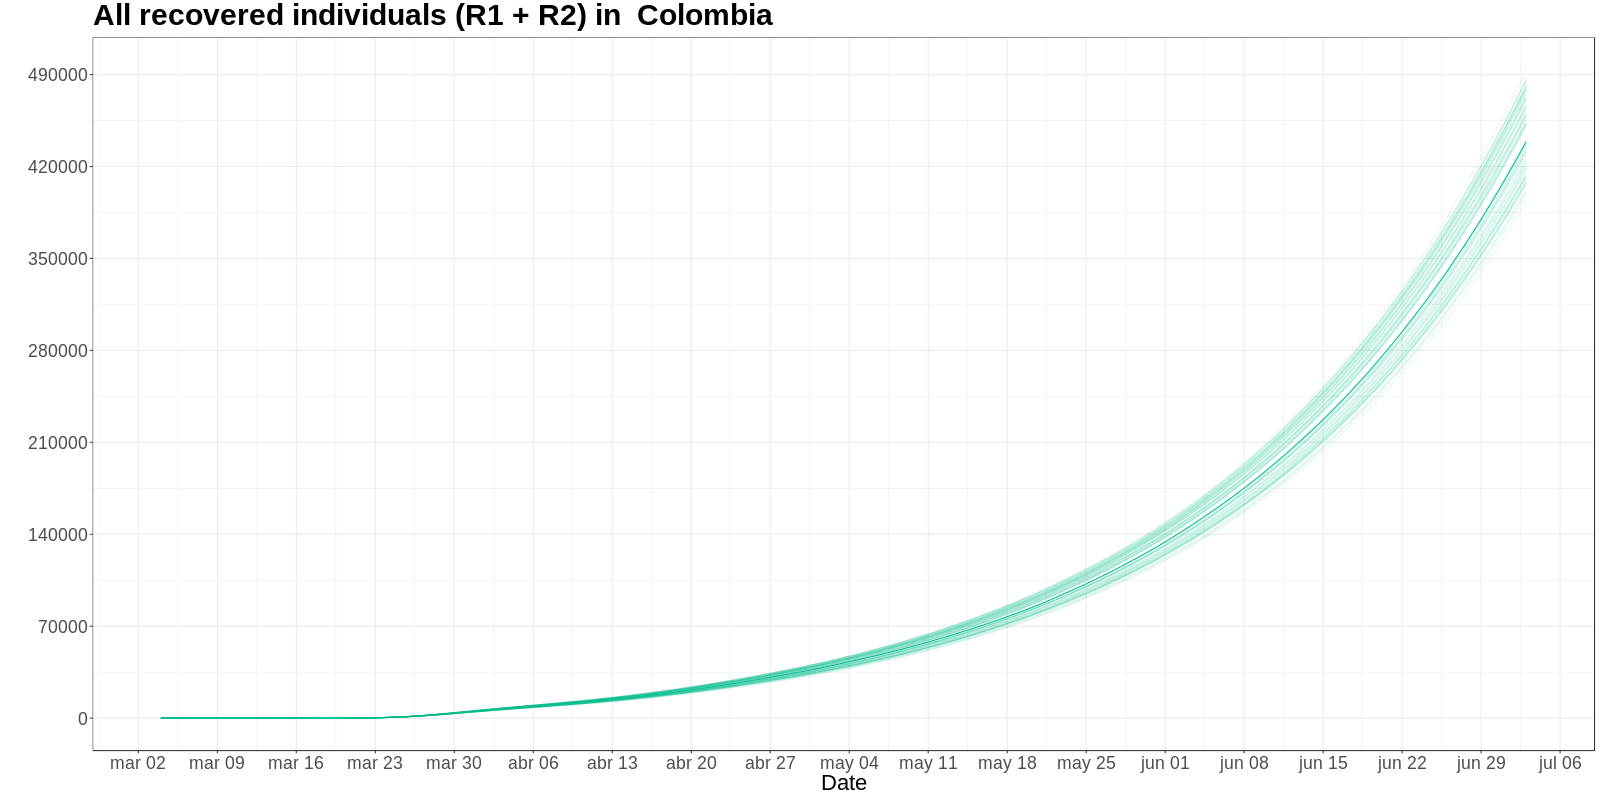 All recovered individuals (R1 + R2) in  Colombia
490000
420000
350000
280000
210000
140000
70000
0
mar 02 mar 09 mar 16 mar 23 mar 30 abr 06 abr 13 abr 20 abr 27 may 04 may 11 may 18 may 25 jun 01 jun 08 jun 15 jun 22 jun 29 jul 06
Date